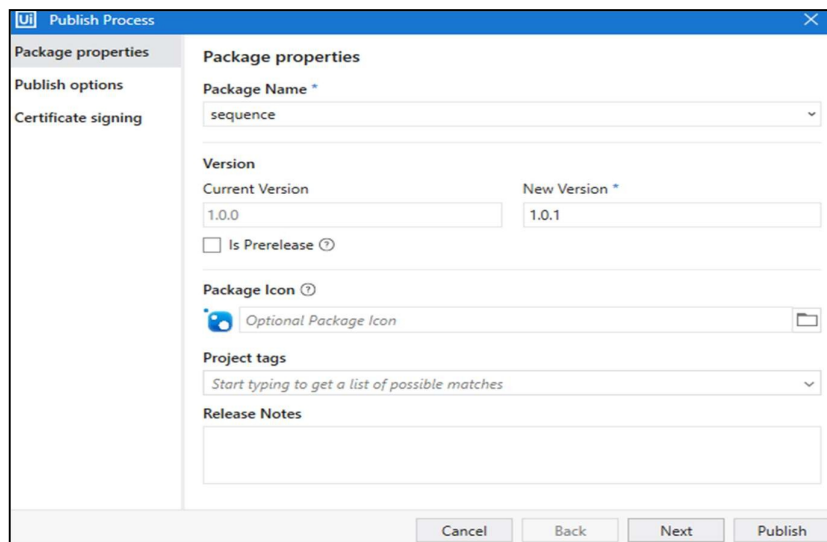 Ui Publish Process
Package properties
Publish options
Certificate signing
Package properties
Package Name *
sequence
Version
Current Version New Version *
1.0.0 1.0.1
Is Prerelease ?
Package Icon ?
Optional Package Icon
Project tags
Start typing to get a list of possible matches
Release Notes
Cancel Back Next Publish